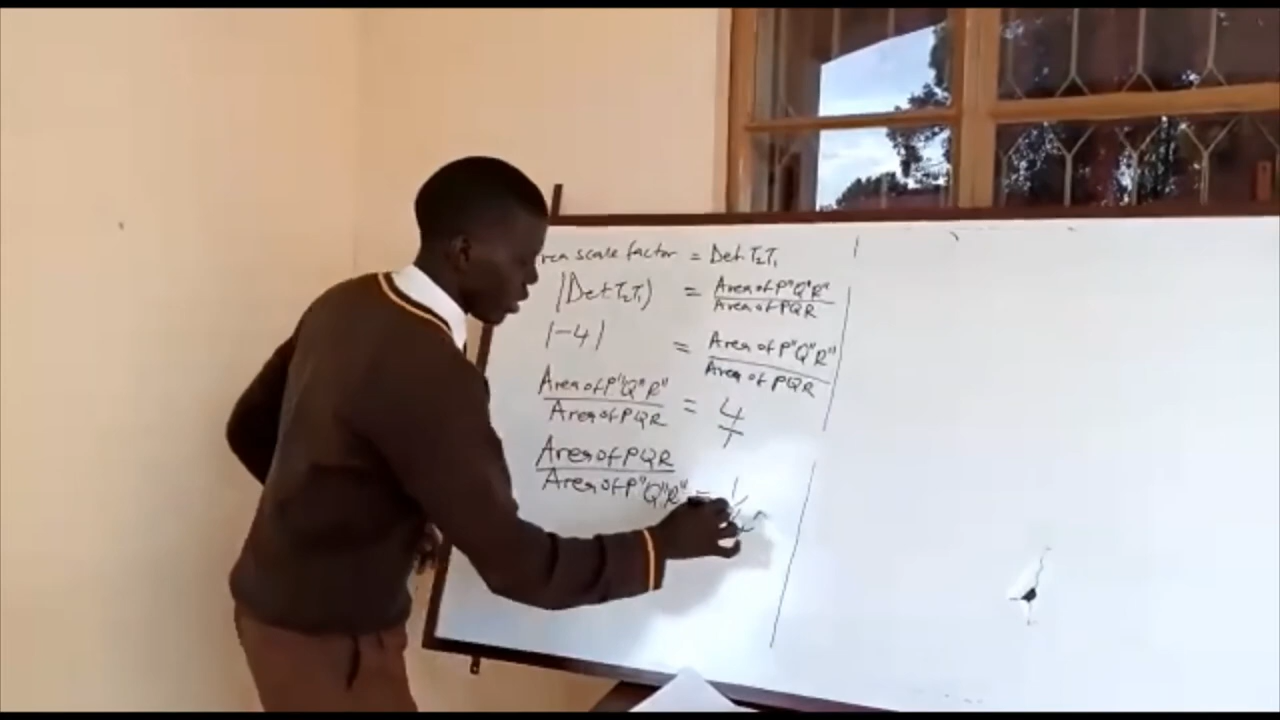 rea scale factor = Det. T₂T₁
|Det. T₂T₁) = Area of P"Q"R" / Area of PQR
|-4| = Area of P"Q"R" / Area of PQR
Area of P"Q"R" / Area of PQR = 4 / 1
Area of PQR / Area of P"Q"R" = 1 /